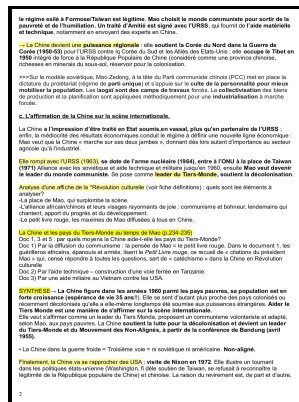 le régime exilé à Formose/Taiwan est légitime. Mao choisit le monde communiste pour sortir de la
pauvreté et de l'humiliation. Un traité d'Amitié est signé avec l'URSS, qui fournit de l'aide matérielle
et technique, notamment en envoyant des experts en Chine.
→ La Chine devient une puissance régionale : elle soutient la Corée du Nord dans la Guerre de
Corée (1950-53) pour vaincre la Corée du Sud et les Alliés des Etats-Unis ; elle occupe le Tibet en
1950 intégré de force à la République Populaire de Chine (considéré comme une province chinoise,
richesses en minerais du sous-sol, réservoir pour la colonisation).
>>>Sur le modèle soviétique, Mao Zedong, à la tête du Parti communiste chinois (PCC) met en place la
dictature du prolétariat (régime de parti unique) et s'appuie sur le culte de la personnalité pour mieux
mobiliser la population. Les laogaï sont des camps de travaux forcés. La collectivisation des biens
de production et la planification sont appliquées méthodiquement pour une industrialisation à marche
forcée.
c. L'affirmation de la Chine sur la scène internationale.
La Chine a l'impression d'être traité en Etat soumis,en vassal, plus qu'en partenaire de l'URSS ;
enfin, la médiocrité des résultats économiques conduit le régime à définir une nouvelle ligne économique :
Mao veut que la Chine « marche sur ses deux jambes », donnant dès lors autant d'importance au secteur
agricole qu'à l'industriel.
Elle rompt avec l'URSS (1963), se dote de l'arme nucléaire (1964), entre à l'ONU à la place de Taïwan
(1971) Alliance avec les soviétique et aide technique et militaire jusqu'en 1960, ensuite Mao veut devenir
le leader du monde communiste. Se pose comme leader du Tiers-Monde, soutient la décolonisation.
Analyse d'une affiche de la "Révolution culturelle (voir fiche définitions) : quels sont les éléments à
analyser?
-La place de Mao, qui surplombe la scène.
-L'alliance africain/chinois et leurs visages rayonnants de joie : communisme et bonheur, lendemains qui
chantent, apport du progrès et du développement.
-Le petit livre rouge, les maximes de Mao diffusées à tous en Chine.
La Chine et les pays du Tiers-Monde au temps de Mao (p.234-235)
Doc 1, 3 et 5 : par quels moyens la Chine aide-t-elle les pays du Tiers-Monde?
Doc 1) Par la diffusion du communisme : la pensée de Mao = le petit livre rouge. Dans le document 1, les
guérilleros africains, épanouis et armés, lisent le Petit Livre rouge, ce recueil de « citations du président
Mao » qui, censé répondre à toutes les questions, sert de « catéchisme » dans la Chine en Révolution
culturelle
Doc 2) Par l'aide technique – construction d'une voie ferrée en Tanzanie.
Doc 3) Par une aide militaire au Vietnam contre les USA.
SYNTHESE→ La Chine figure dans les années 1960 parmi les pays pauvres, sa population est en
forte croissance (espérance de vie 35 ans!!). Elle se sent d'autant plus proche des pays colonisés ou
récemment décolonisés qu'elle a elle-même longtemps été soumise aux puissances étrangères. Aider le
Tiers Monde est une manière de s'affirmer sur la scène internationale.
Elle veut s'affirmer comme un leader du Tiers Monde, proposant un communisme volontariste et adapté,
selon Mao, aux pays pauvres. La Chine soutient la lutte pour la décolonisation et devient un leader
du Tiers-Monde et du Mouvement des Non-Alignés, à partir de la conférence de Bandung (avril
1955).
• La Chine dans la guerre froide = Troisième voie = ni soviétique ni américaine. Non-aligné.
Finalement, la Chine va se rapprocher des USA : visite de Nixon en 1972. Elle illustre un tournant
dans les politiques états-unienne (Washington, fi dèle soutien de Taiwan, se refusait à reconnaître la
légitimité de la République populaire de Chine) et chinoise. La raison du revirement est, de part et d'autre,
2